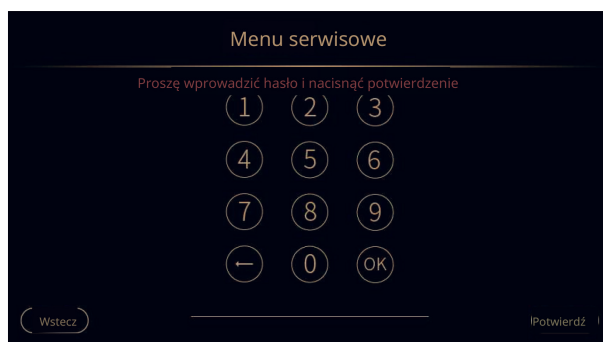 Menu serwisowe
Proszę wprowadzić hasło i nacisnąć potwierdzenie
1 2 3
4 5 6
7 8 9
← 0 OK
Wstecz Potwierdź